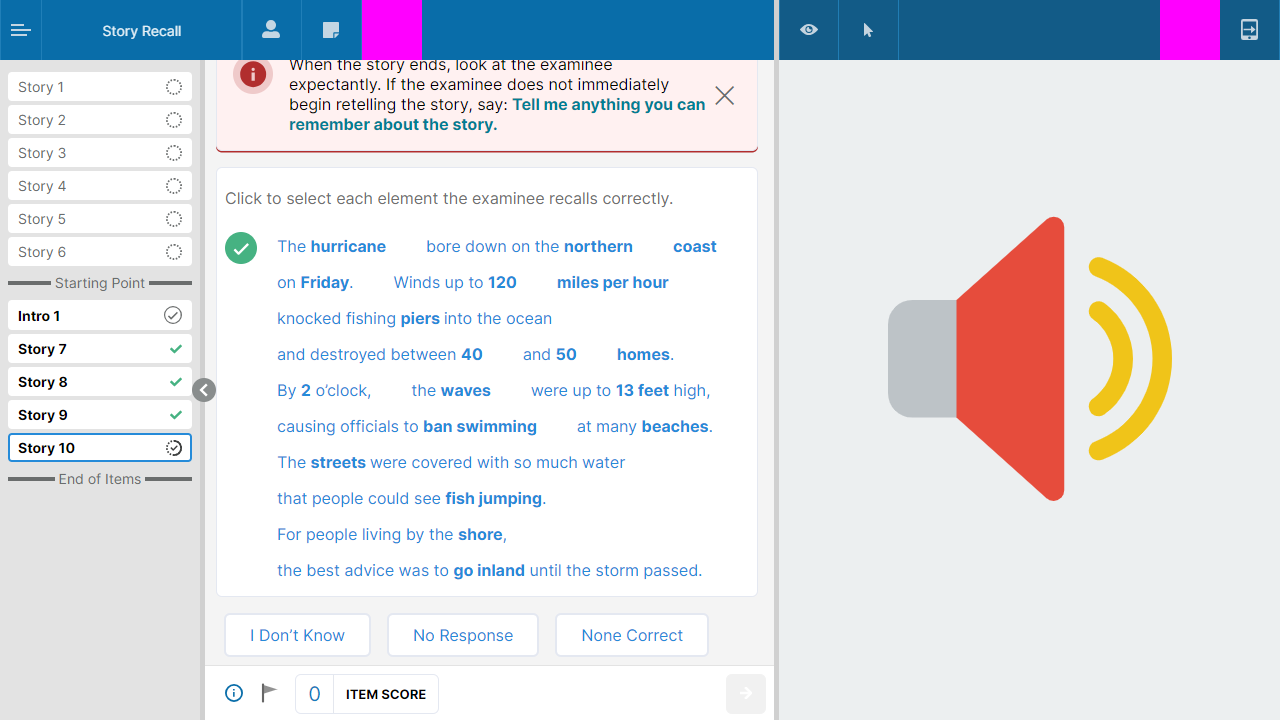 Story Recall
Story 1
Story 2
Story 3
Story 4
Story 5
Story 6
Starting Point
Intro 1
Story 7
Story 8
Story 9
Story 10
End of Items
When the story ends, look at the examinee
expectantly. If the examinee does not immediately
begin retelling the story, say: Tell me anything you can
remember about the story.
Click to select each element the examinee recalls correctly.
The hurricane bore down on the northern coast
on Friday. Winds up to 120 miles per hour
knocked fishing piers into the ocean
and destroyed between 40 and 50 homes.
By 2 o’clock, the waves were up to 13 feet high,
causing officials to ban swimming at many beaches.
The streets were covered with so much water
that people could see fish jumping.
For people living by the shore,
the best advice was to go inland until the storm passed.
I Don’t Know No Response None Correct
0 ITEM SCORE